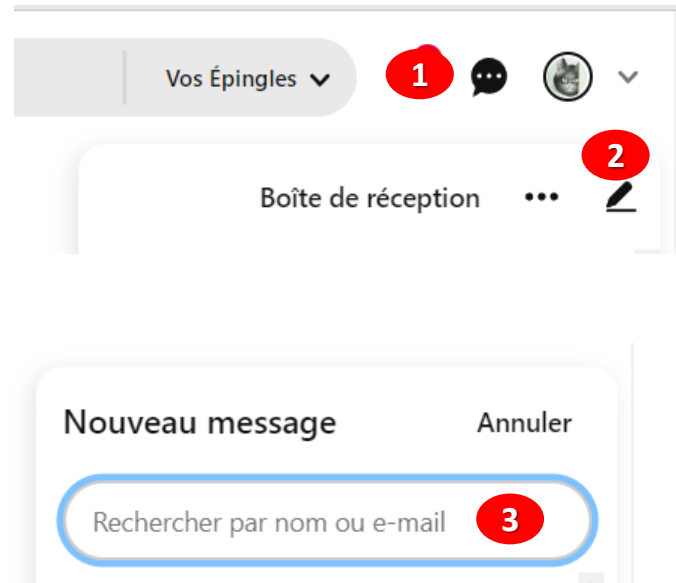 Vos Épingles
1
2
Boîte de réception
Nouveau message Annuler
Rechercher par nom ou e-mail 3